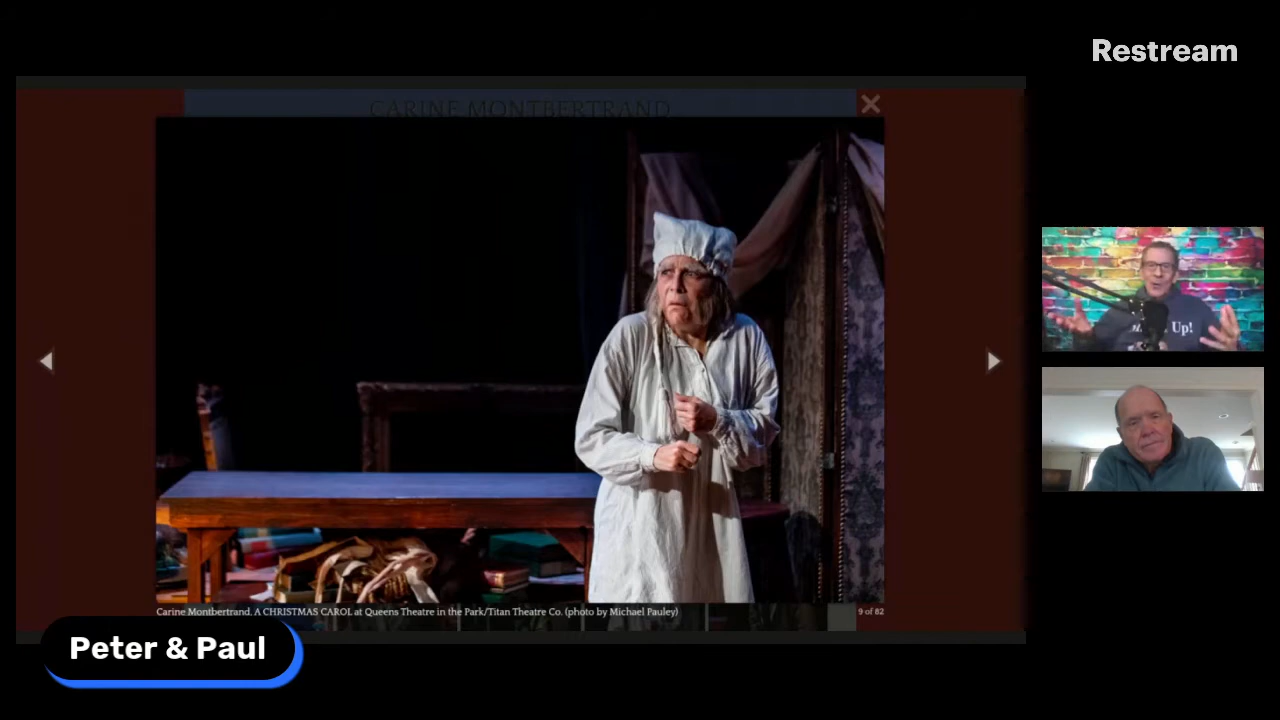 Restream
CARINE MONTBERTRAND
Up!
Carine Montbertrand. A CHRISTMAS CAROL at Queens Theatre in the Park/Titan Theatre Co. (photo by Michael Pauley)
9 of 82
Peter & Paul